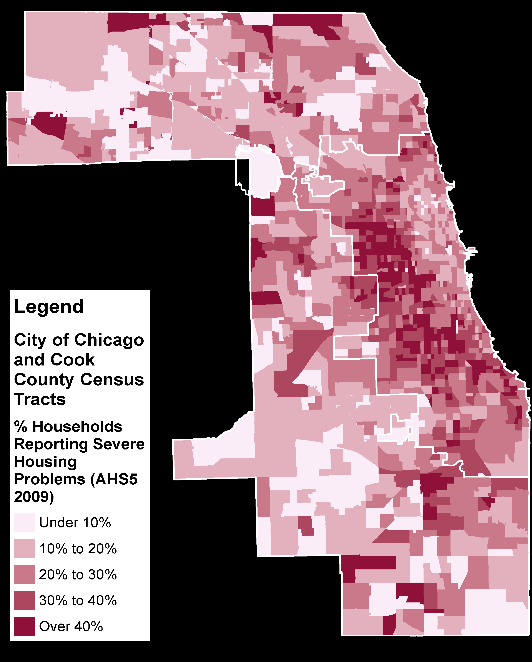 Legend
City of Chicago
and Cook
County Census
Tracts
% Households
Reporting Severe
Housing
Problems (AHS5
2009)
Under 10%
10% to 20%
20% to 30%
30% to 40%
Over 40%